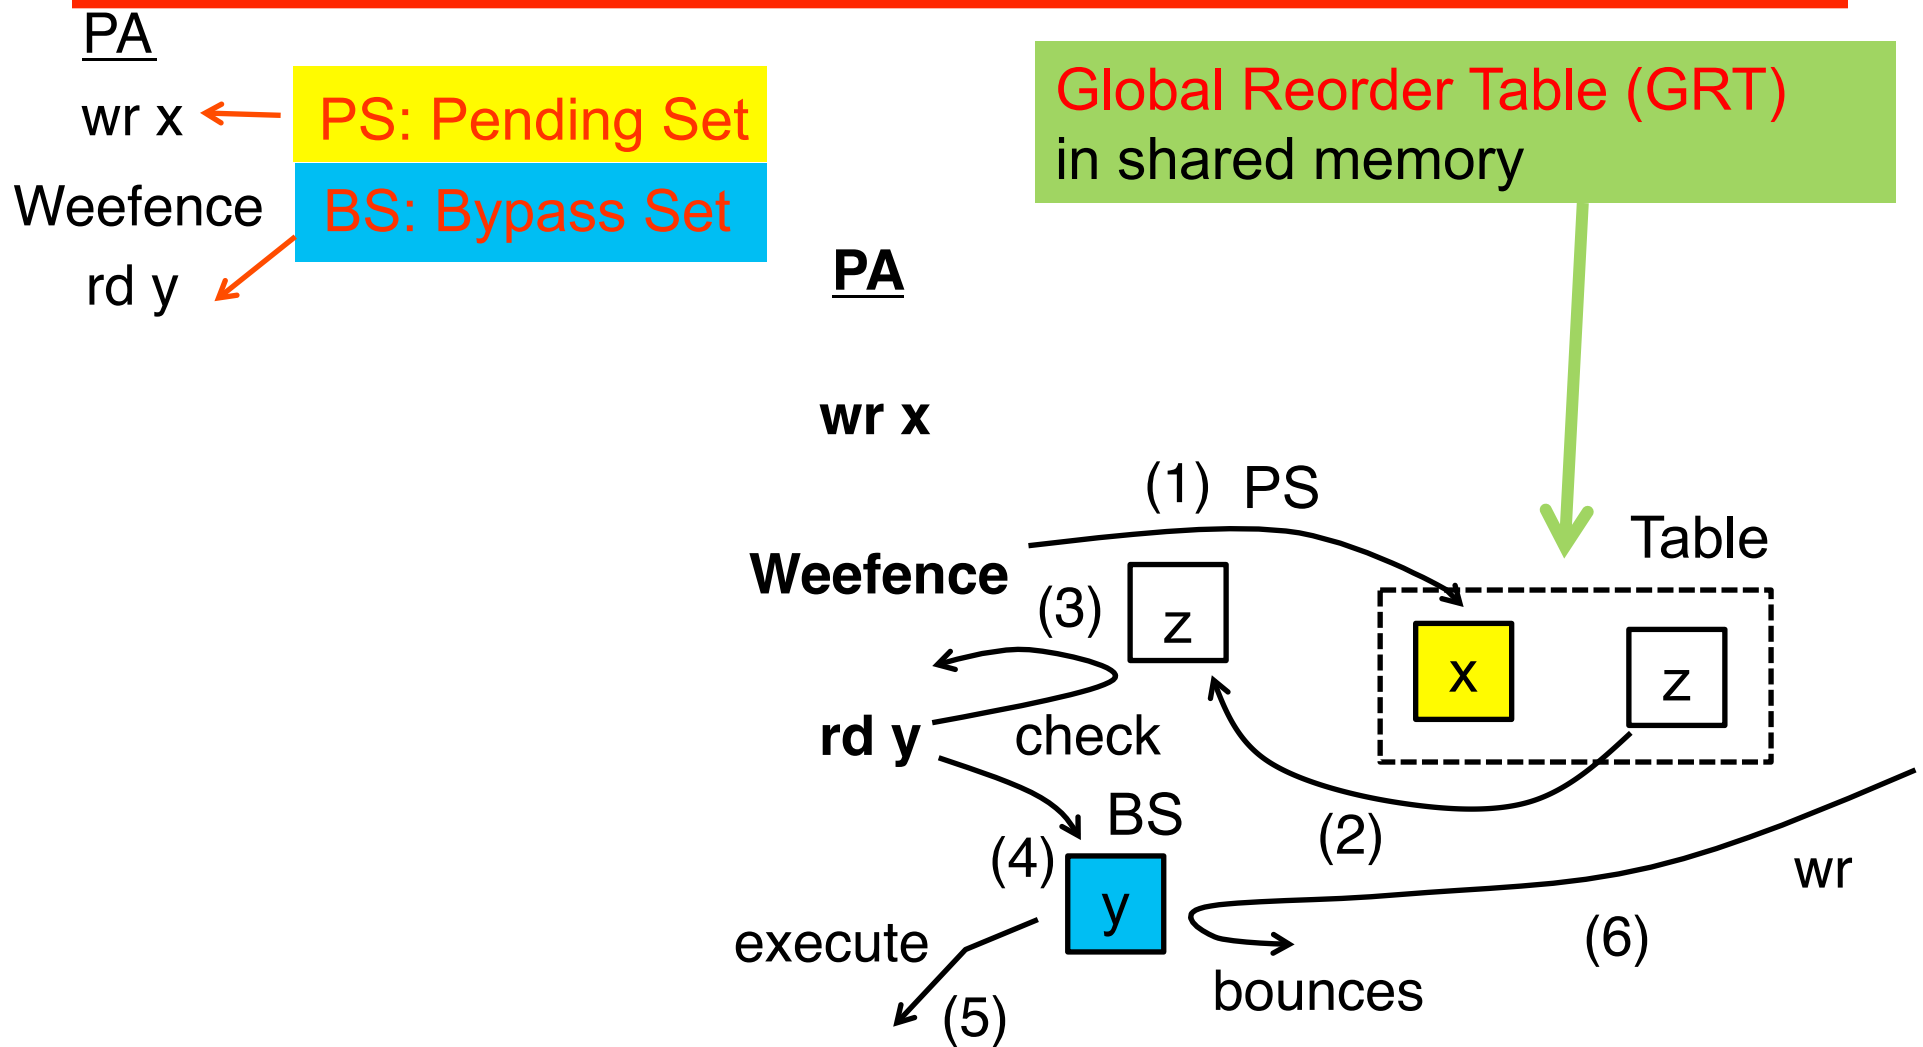 PA
wr x
PS: Pending Set
Weefence
BS: Bypass Set
rd y
Global Reorder Table (GRT)
in shared memory
PA
wr x
(1) PS
Table
Weefence
(3)
z
x
z
rd y
check
BS
(2)
(4)
wr
y
execute
(6)
bounces
(5)